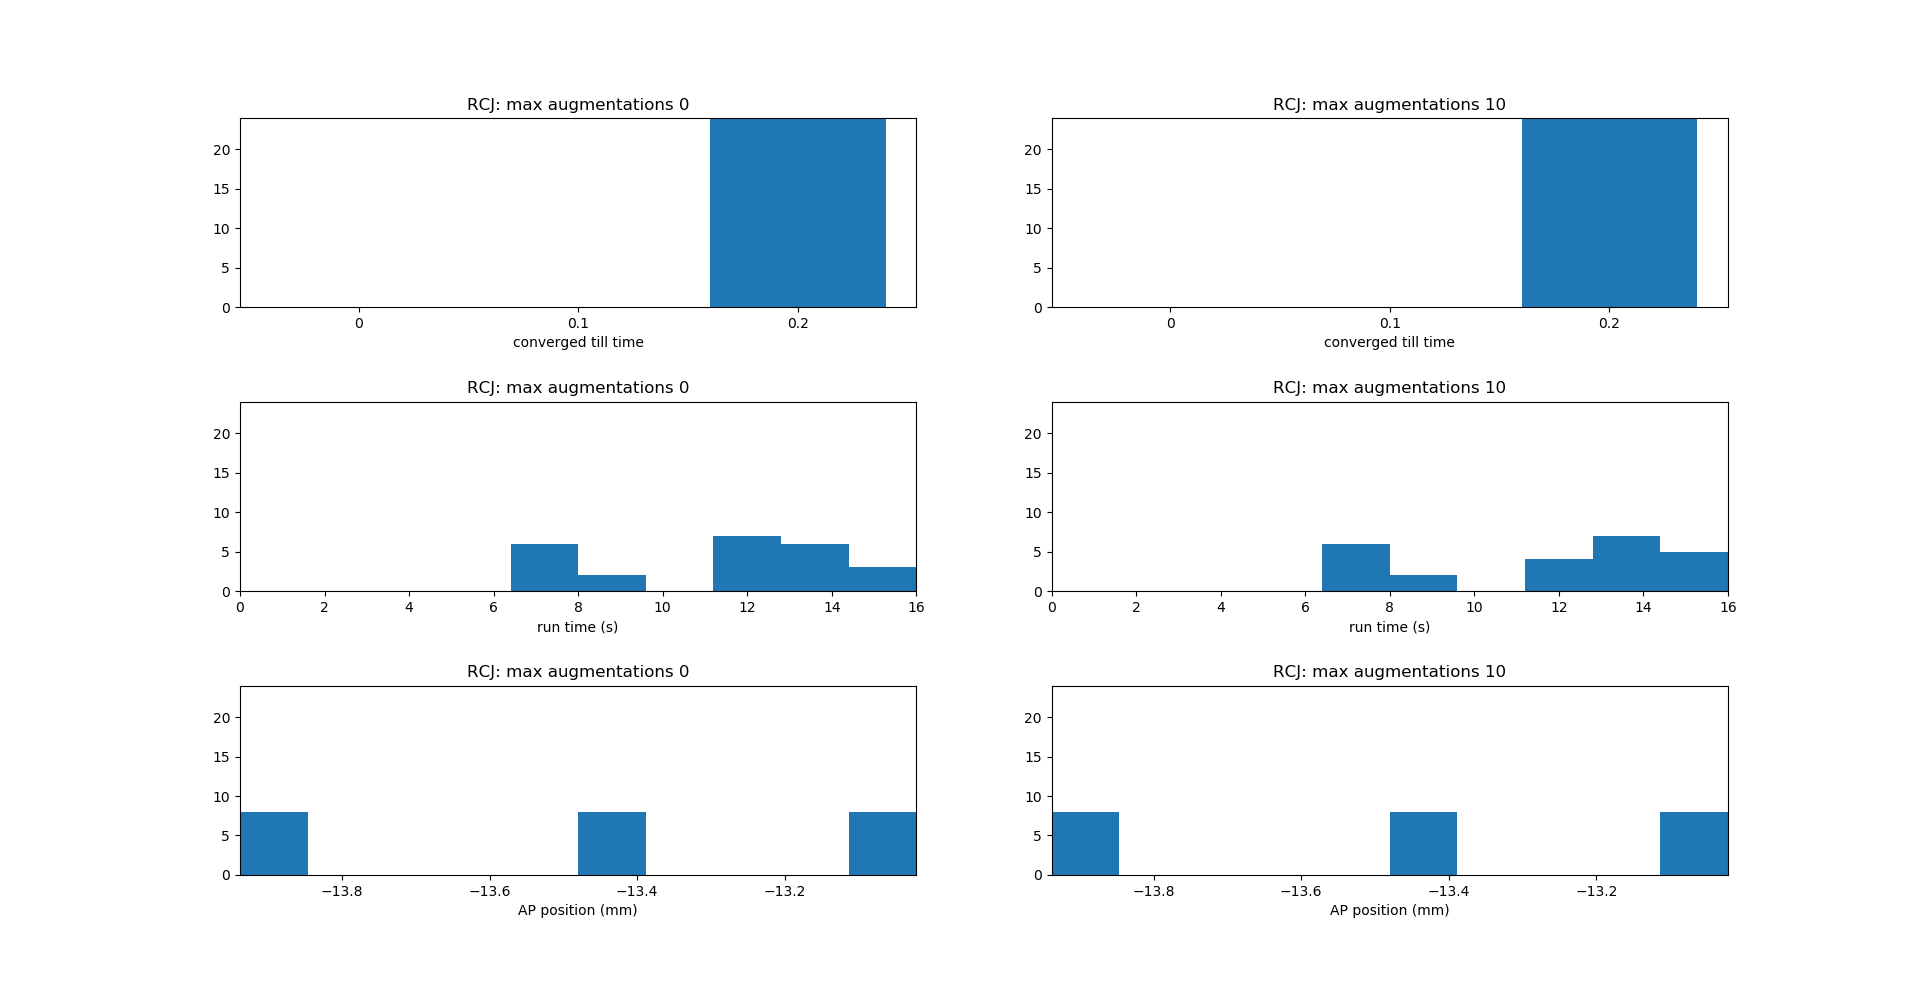 RCJ: max augmentations 0
RCJ: max augmentations 10
20
15
10
5
0
0 0.1 0.2
converged till time
20
15
10
5
0
0 0.1 0.2
converged till time
RCJ: max augmentations 0
RCJ: max augmentations 10
20
15
10
5
0
0 2 4 6 8 10 12 14 16
run time (s)
20
15
10
5
0
0 2 4 6 8 10 12 14 16
run time (s)
RCJ: max augmentations 0
RCJ: max augmentations 10
20
15
10
5
0
−13.8 −13.6 −13.4 −13.2
AP position (mm)
20
15
10
5
0
−13.8 −13.6 −13.4 −13.2
AP position (mm)